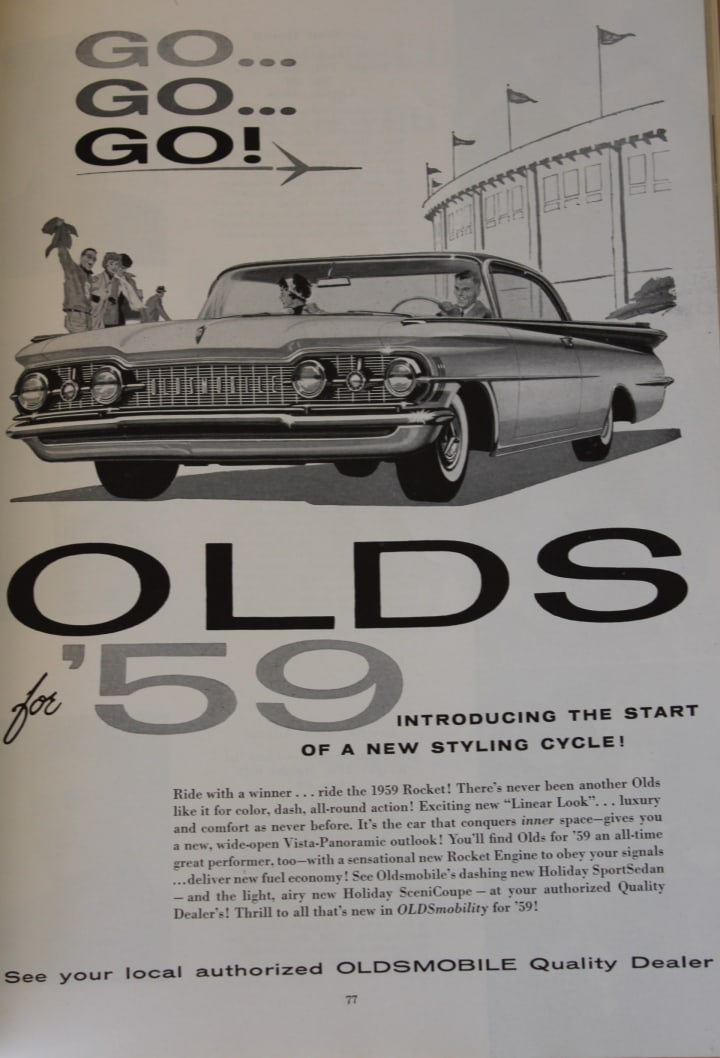 GO...
GO...
GO!
OLDSMOBILE
OLDS
for '59
INTRODUCING THE START
OF A NEW STYLING CYCLE!
Ride with a winner . . . ride the 1959 Rocket! There's never been another Olds
like it for color, dash, all-round action! Exciting new "Linear Look". . . luxury
and comfort as never before. It's the car that conquers inner space—gives you
a new, wide-open Vista-Panoramic outlook! You'll find Olds for '59 an all-time
great performer, too—with a sensational new Rocket Engine to obey your signals
...deliver new fuel economy! See Oldsmobile's dashing new Holiday SportSedan
— and the light, airy new Holiday SceniCoupe — at your authorized Quality
Dealer's! Thrill to all that's new in OLDSmobility for '59!
See your local authorized OLDSMOBILE Quality Dealer
77